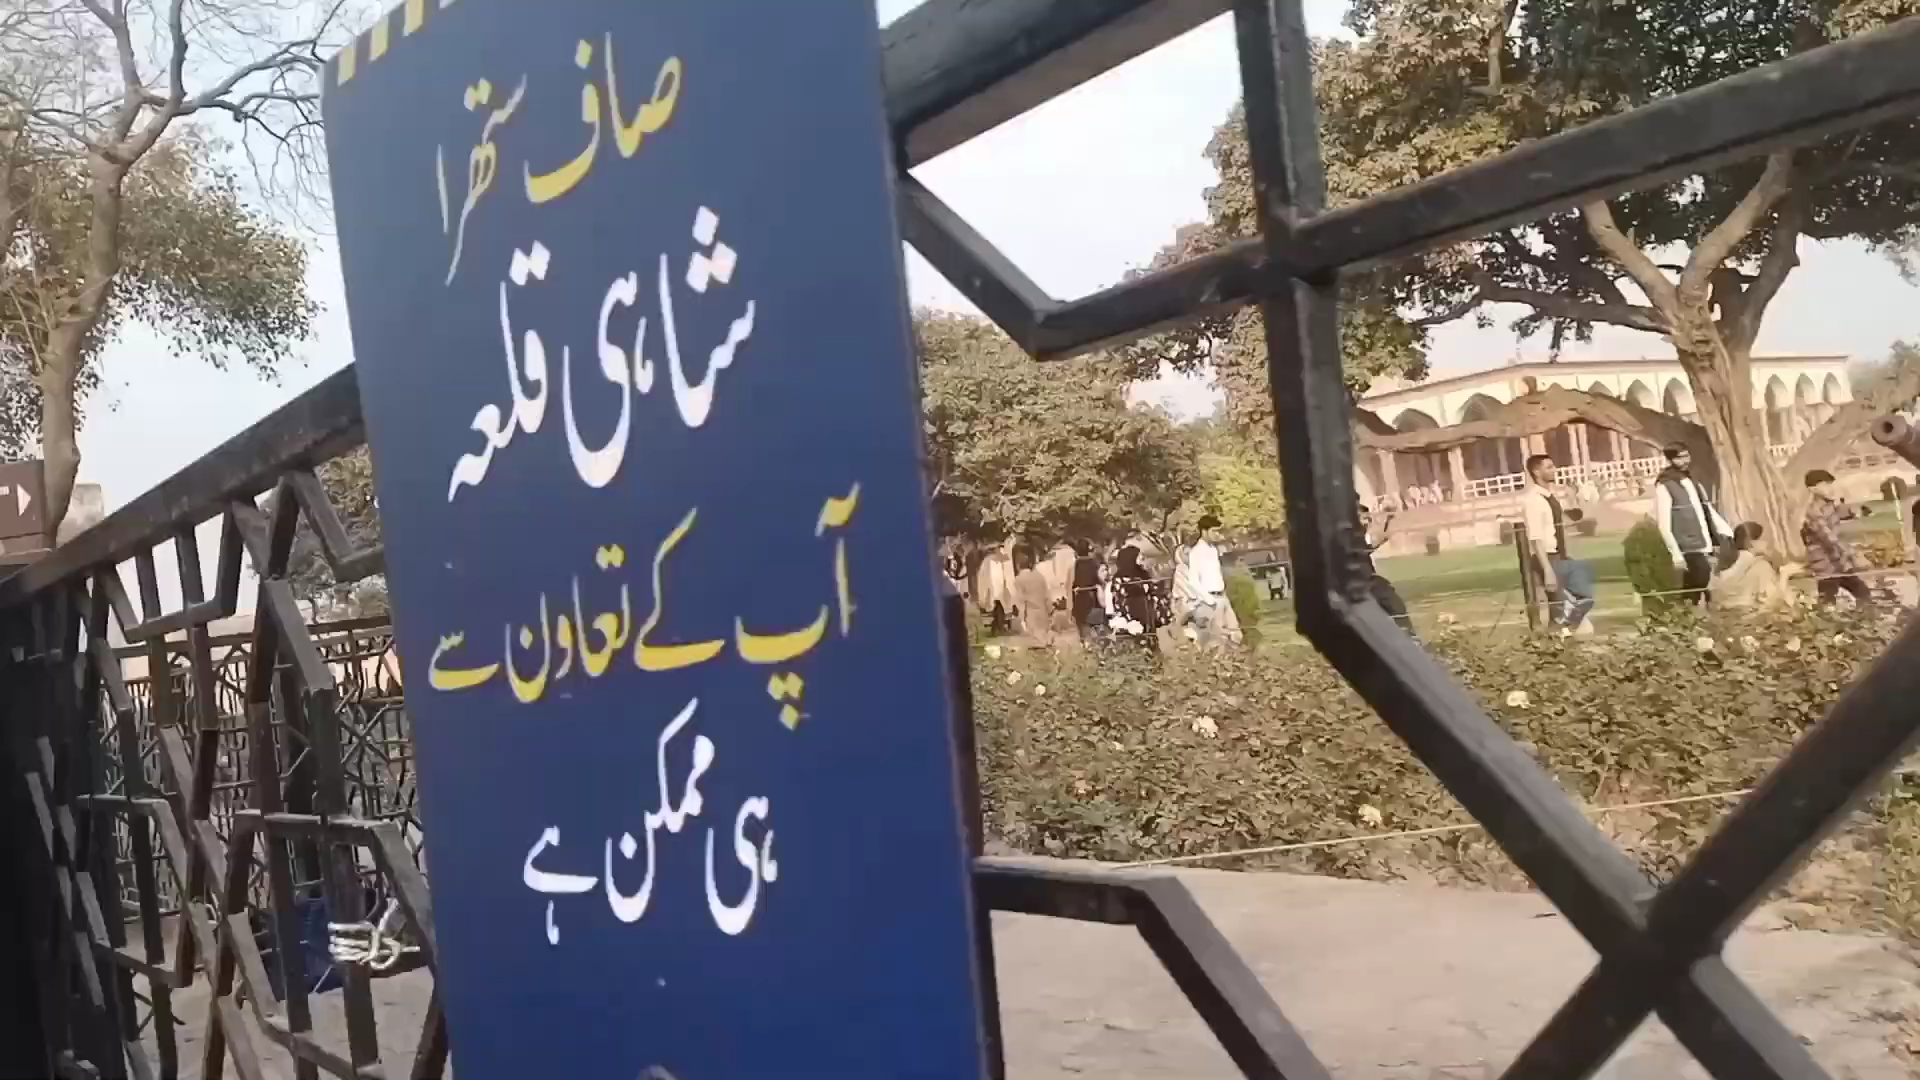 صاف ستھرا
شاہی قلعہ
آپ کے تعاون سے
ہی ممکن ہے